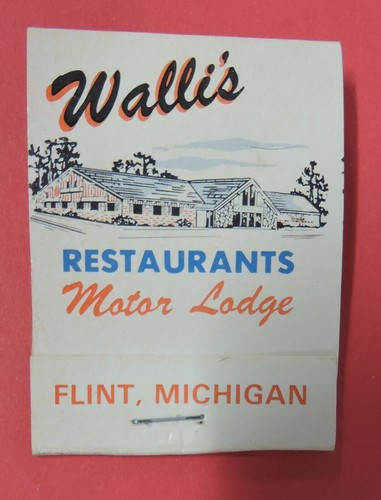 Walli's
RESTAURANTS
Motor Lodge
FLINT, MICHIGAN